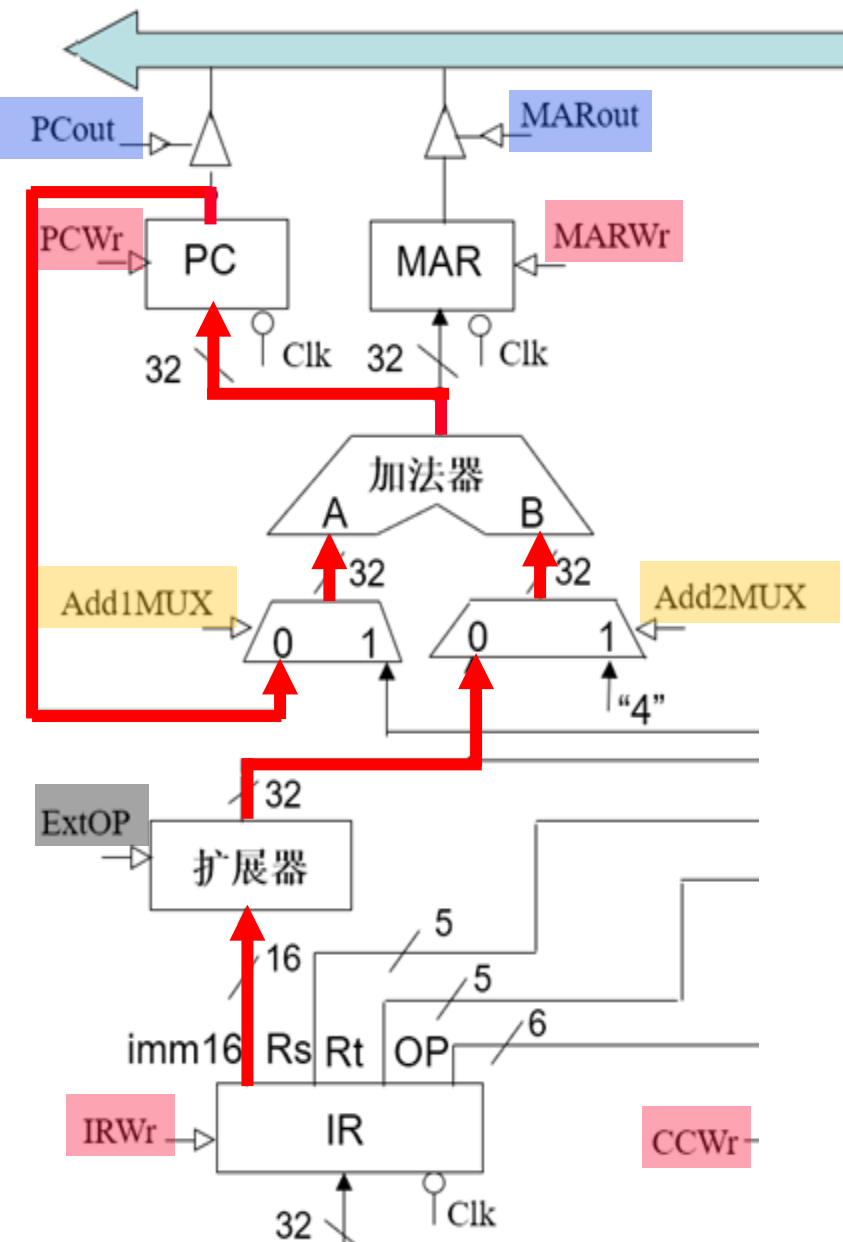 PCout
MARout
PCWr
PC
MAR
MARWr
32
Clk
32
Clk
加法器
A
B
32
32
Add1MUX
Add2MUX
0
1
0
1
“4”
32
ExtOP
扩展器
5
16
5
6
imm16
Rs
Rt
OP
IRWr
IR
CCWr
Clk
32